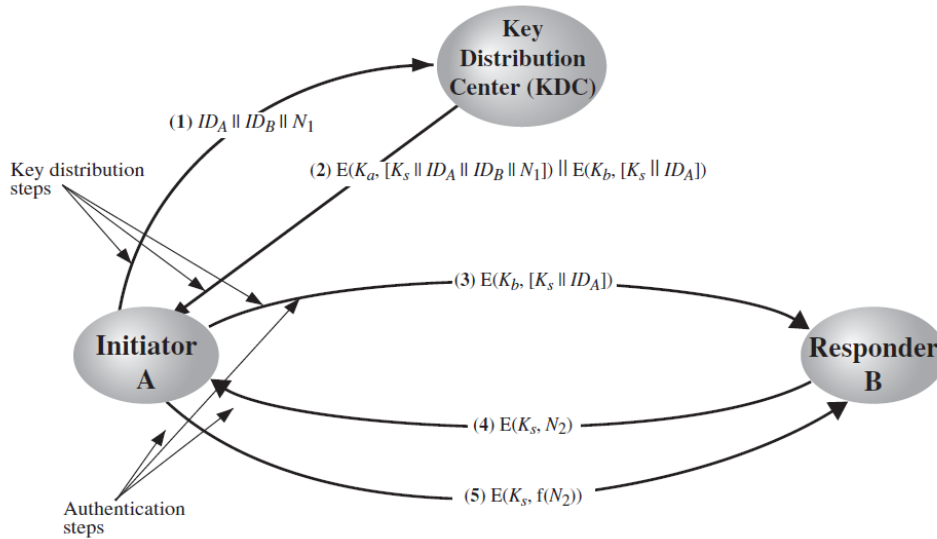 Key
Distribution
Center (KDC)
(1) ID_A || ID_B || N_1
(2) E(K_a, [K_s || ID_A || ID_B || N_1]) || E(K_b, [K_s || ID_A])
Key distribution
steps
(3) E(K_b, [K_s || ID_A])
Initiator
A
Responder
B
(4) E(K_s, N_2)
(5) E(K_s, f(N_2))
Authentication
steps